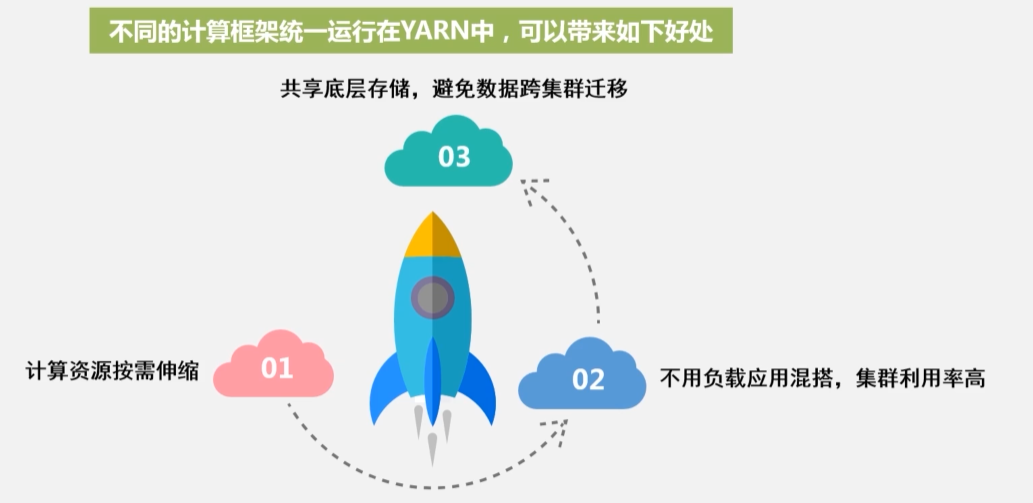 不同的计算框架统一运行在YARN中，可以带来如下好处
共享底层存储，避免数据跨集群迁移
03
计算资源按需伸缩
01
02
不用负载应用混搭，集群利用率高